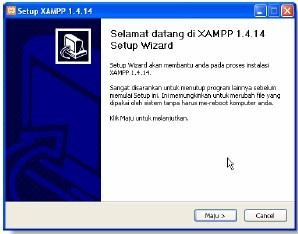 Setup XAMPP 1.4.14
Selamat datang di XAMPP 1.4.14
Setup Wizard
Setup Wizard akan membantu anda pada proses instalasi
XAMPP 1.4.14.
Sangat disarankan untuk menutup program lainnya sebelum
memulai Setup ini. Ini memungkinkan untuk merubah file yang
dipakai oleh sistem tanpa harus me-reboot komputer anda.
Klik Maju untuk melanjutkan.
Maju >
Cancel